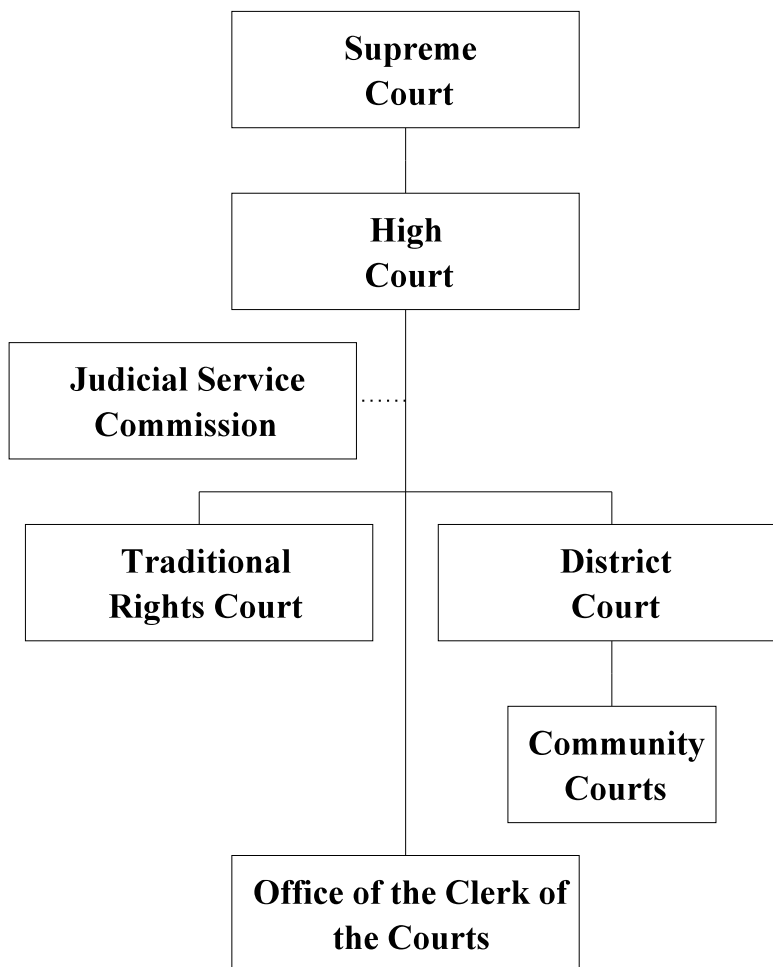 Supreme
Court
High
Court
Judicial Service
Commission
Traditional
Rights Court
District
Court
Community
Courts
Office of the Clerk of
the Courts